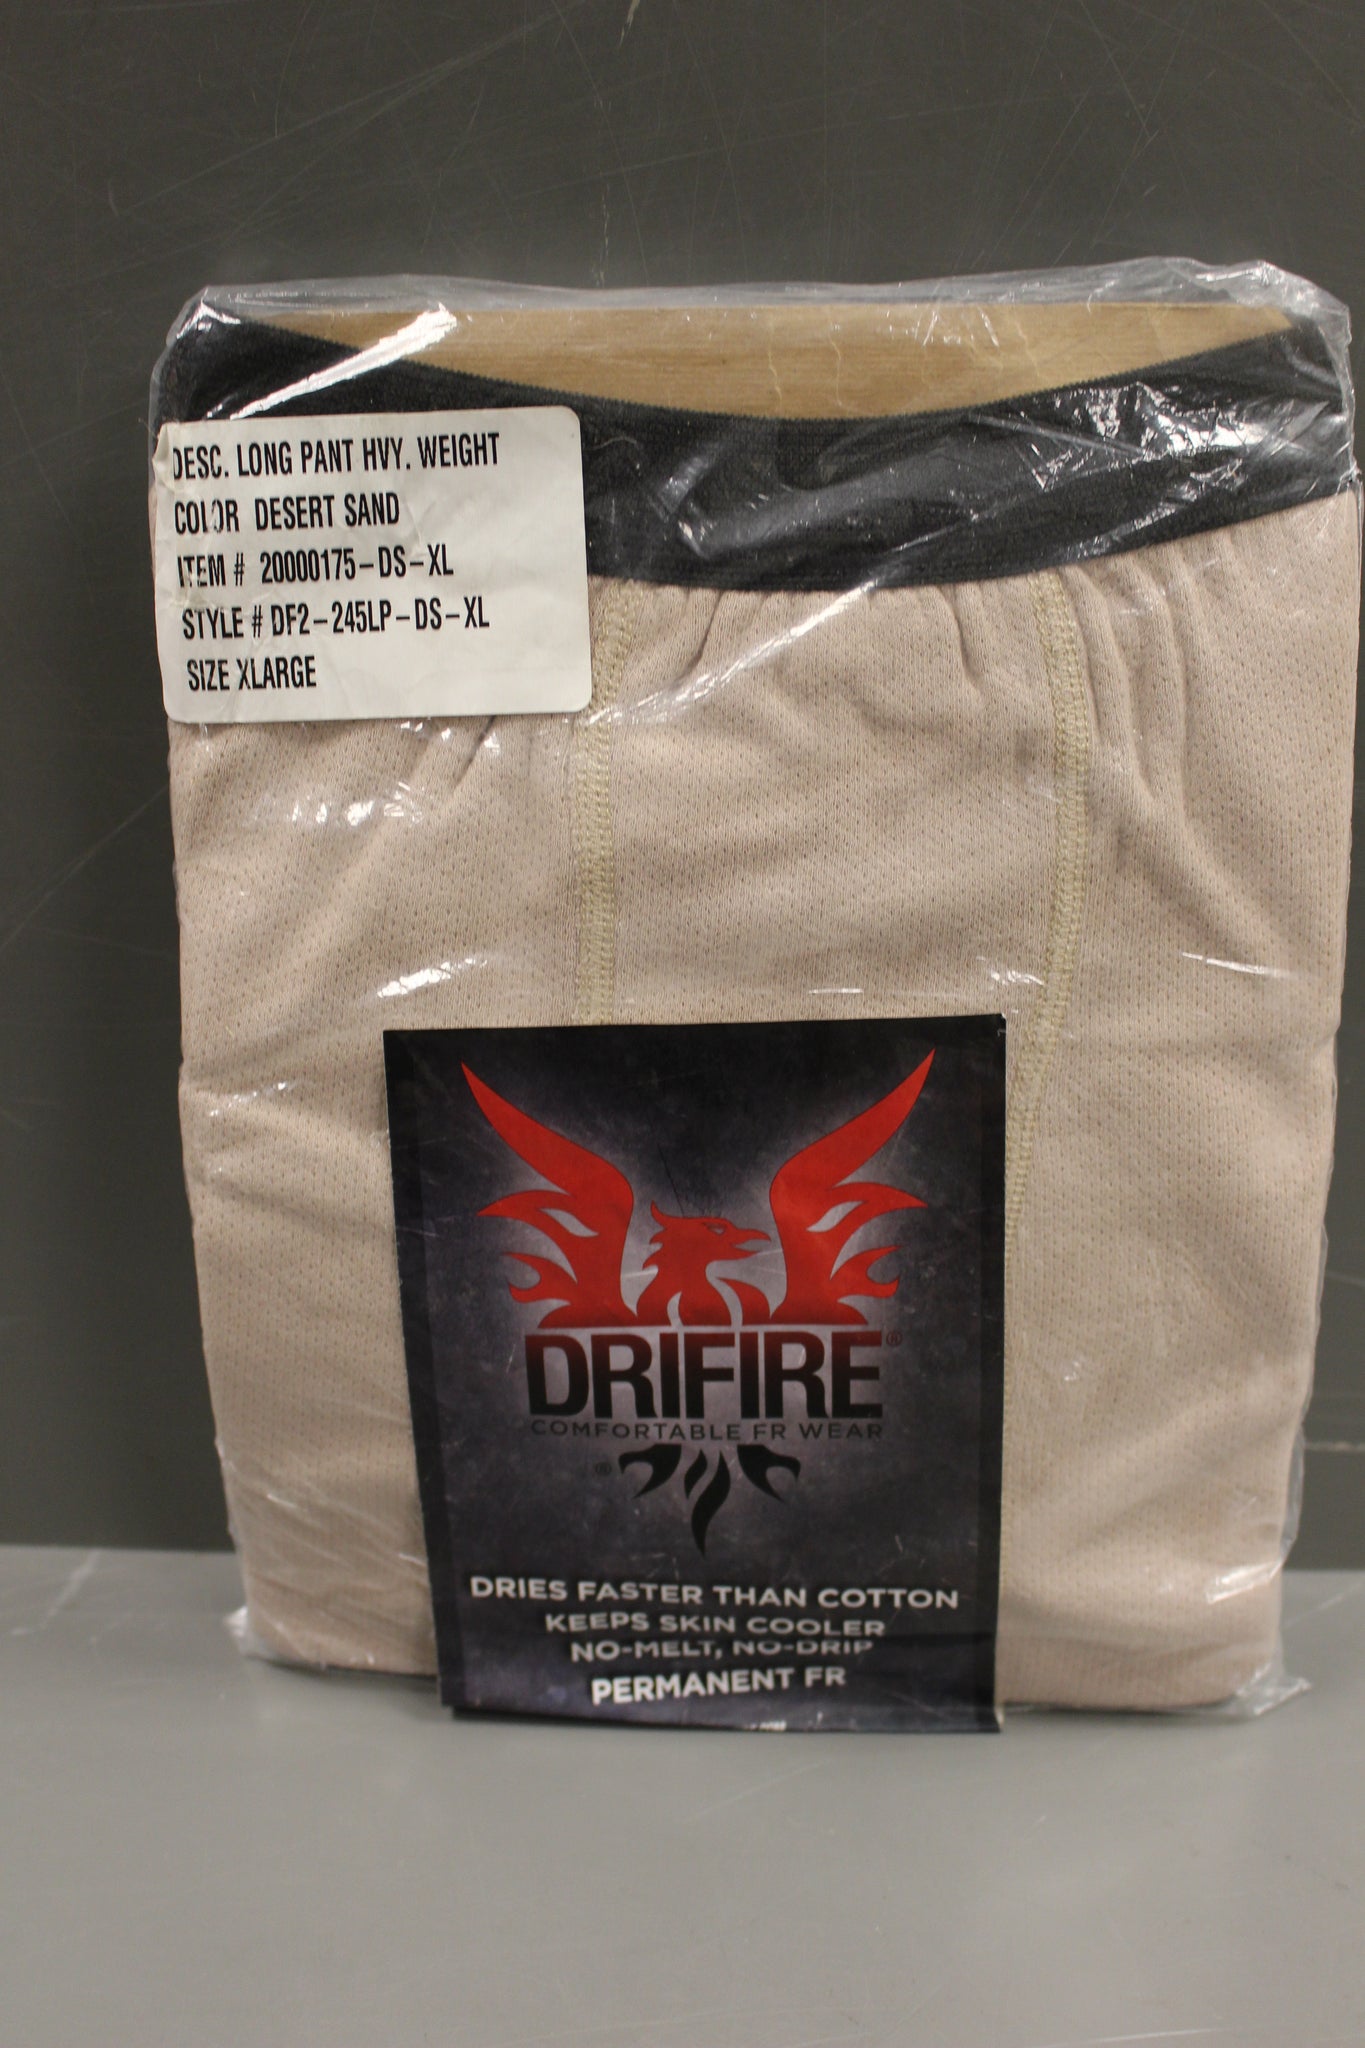 DESC. LONG PANT HVY. WEIGHT
COLOR DESERT SAND
ITEM # 20000175-DS-XL
STYLE # DF2-245LP-DS-XL
SIZE XLARGE
DRIFIRE®
COMFORTABLE FR WEAR
®
DRIES FASTER THAN COTTON
KEEPS SKIN COOLER
NO-MELT, NO-DRIP
PERMANENT FR